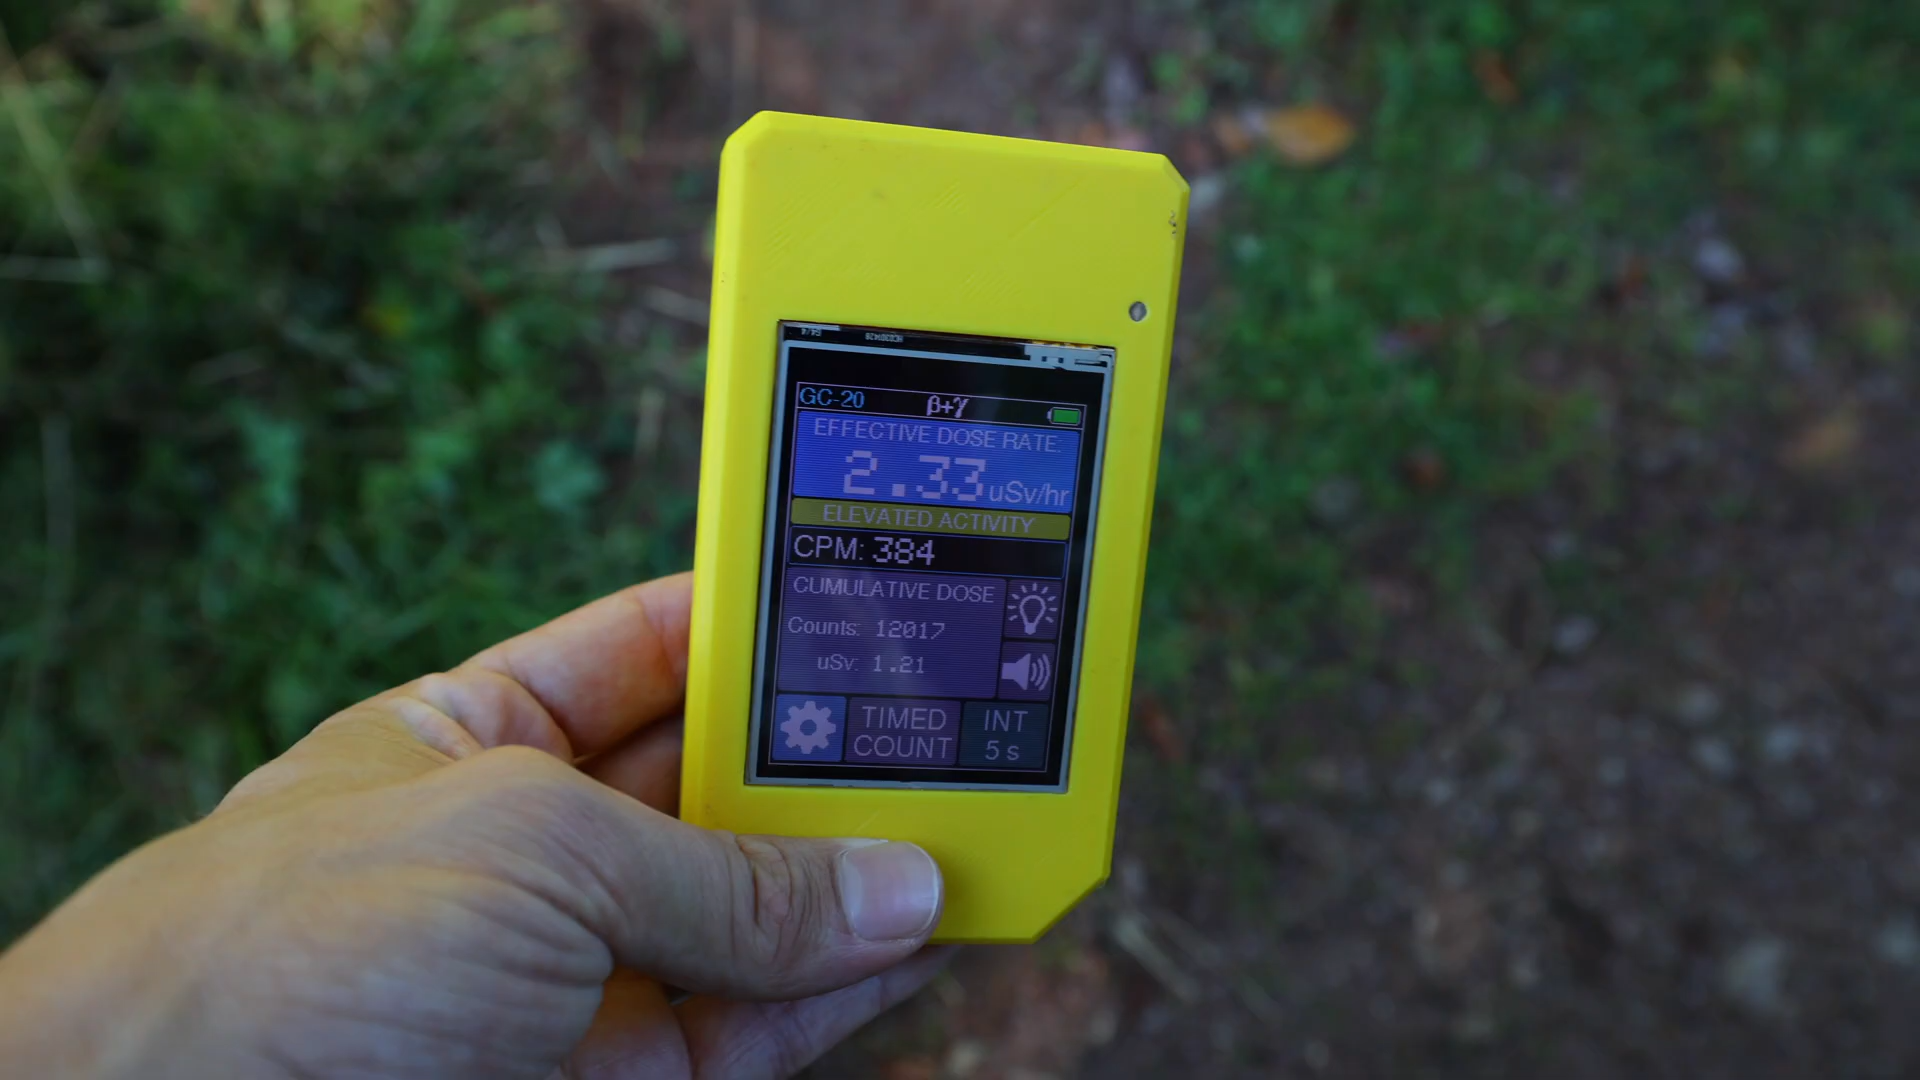 GC-20 β+γ
EFFECTIVE DOSE RATE:
2.33 uSv/hr
ELEVATED ACTIVITY
CPM: 384
CUMULATIVE DOSE
Counts: 12017
uSv: 1.21
TIMED
COUNT
INT
5 s